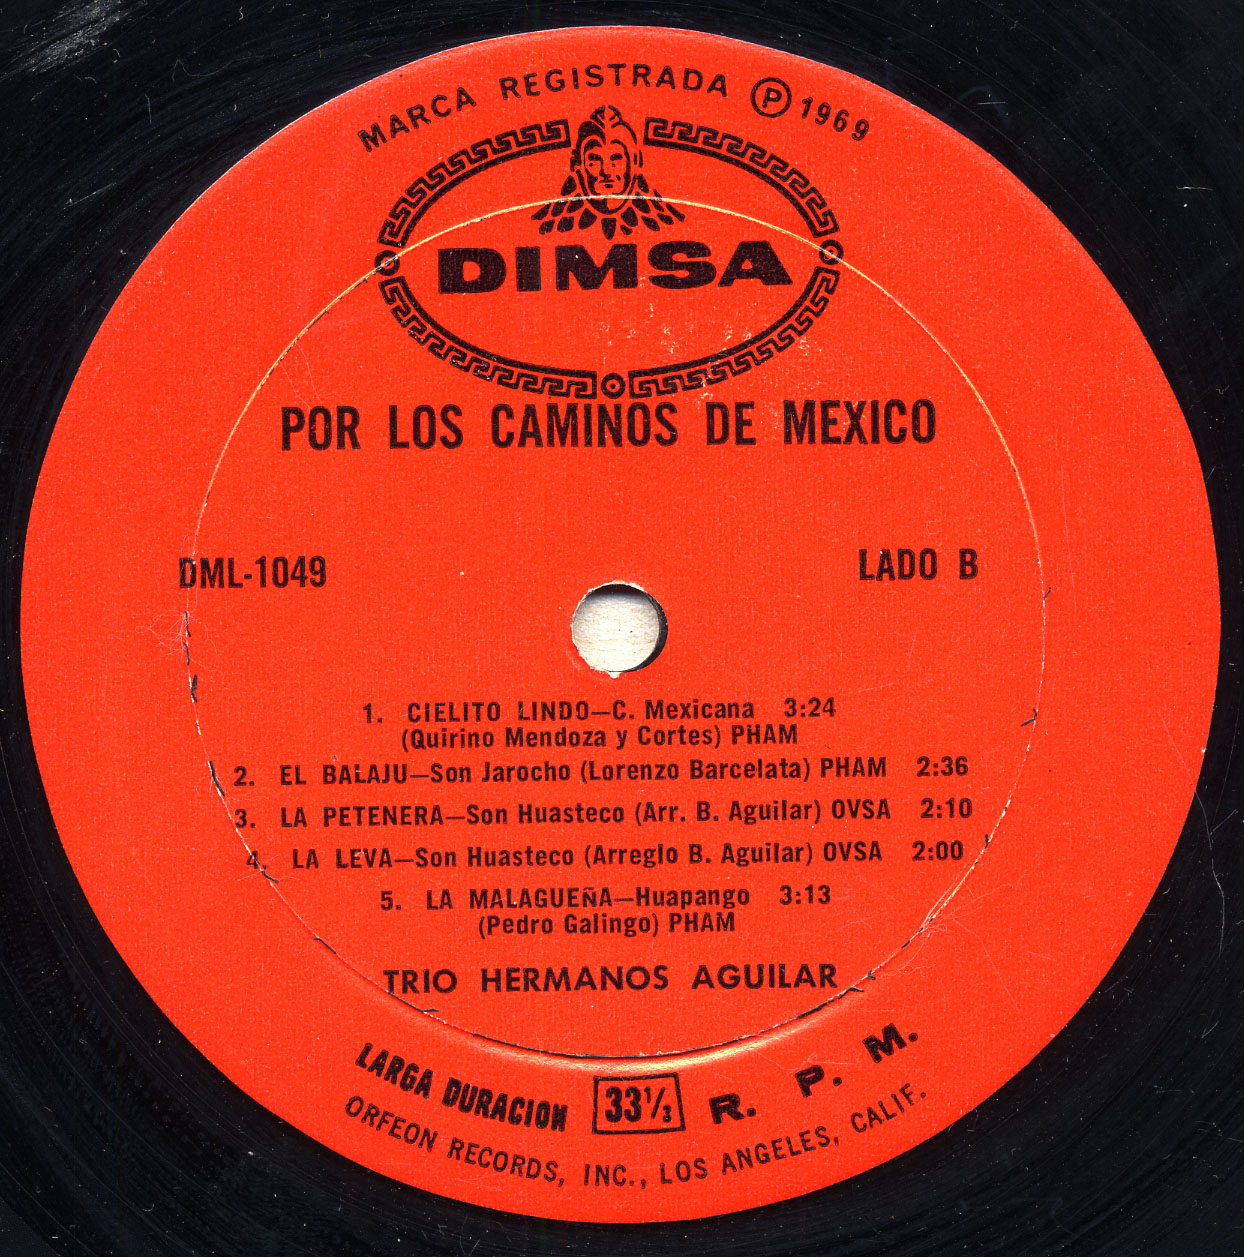 MARCA REGISTRADA ℗ 1969
DIMSA
POR LOS CAMINOS DE MEXICO
DML-1049
LADO B
1. CIELITO LINDO—C. Mexicana 3:24
(Quirino Mendoza y Cortes) PHAM
2. EL BALAJU—Son Jarocho (Lorenzo Barcelata) PHAM 2:36
3. LA PETENERA—Son Huasteco (Arr. B. Aguilar) OVSA 2:10
4. LA LEVA—Son Huasteco (Arreglo B. Aguilar) OVSA 2:00
5. LA MALAGUEÑA—Huapango 3:13
(Pedro Galingo) PHAM
TRIO HERMANOS AGUILAR
LARGA DURACION 33⅓ R. P. M.
ORFEON RECORDS, INC., LOS ANGELES, CALIF.